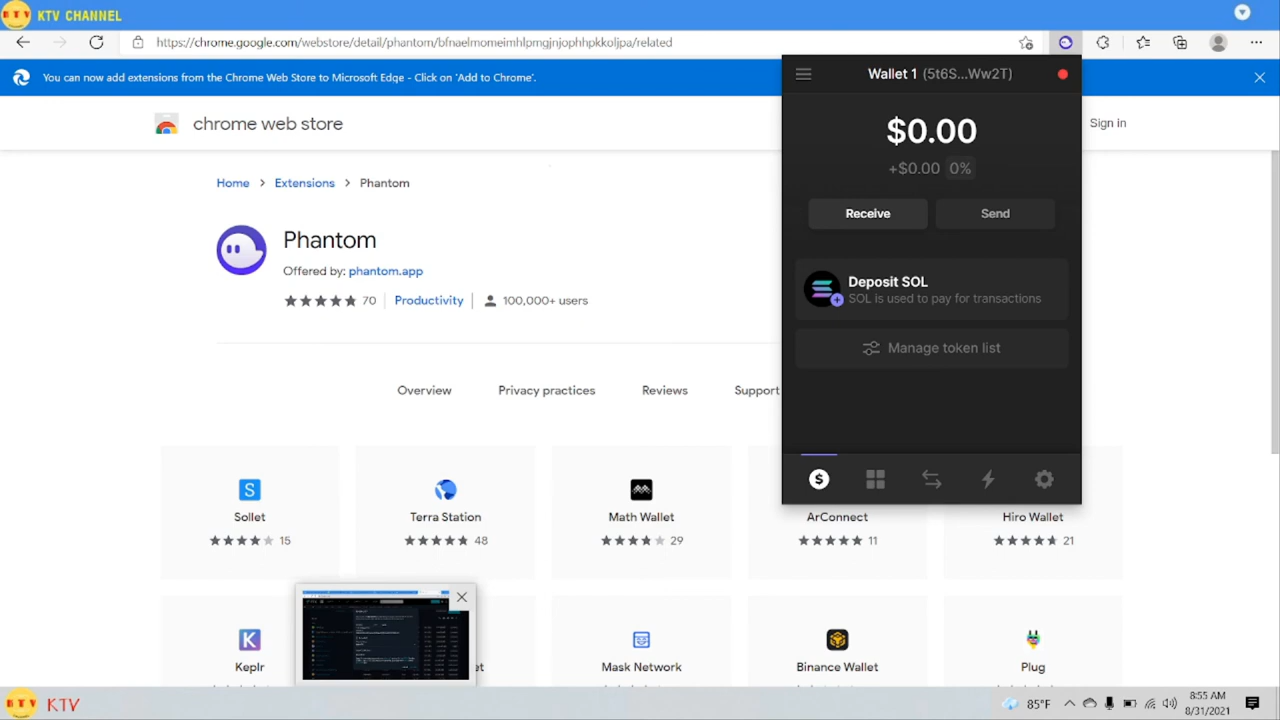 KTV CHANNEL
https://chrome.google.com/webstore/detail/phantom/bfnaelmomeimhlpmgjnjophhpkkoljpa/related
You can now add extensions from the Chrome Web Store to Microsoft Edge - Click on 'Add to Chrome'.
chrome web store
Sign in
Home > Extensions > Phantom
Phantom
Offered by: phantom.app
70 Productivity 100,000+ users
Overview Privacy practices Reviews Support
Wallet 1 (5t6S...Ww2T)
$0.00
+$0.00 0%
Receive Send
Deposit SOL
SOL is used to pay for transactions
Manage token list
Sollet Terra Station Math Wallet ArConnect Hiro Wallet
15 48 29 11 21
Keplr Mask Network Binance Wallet Plug
KTV
85°F
8:55 AM
8/31/2021